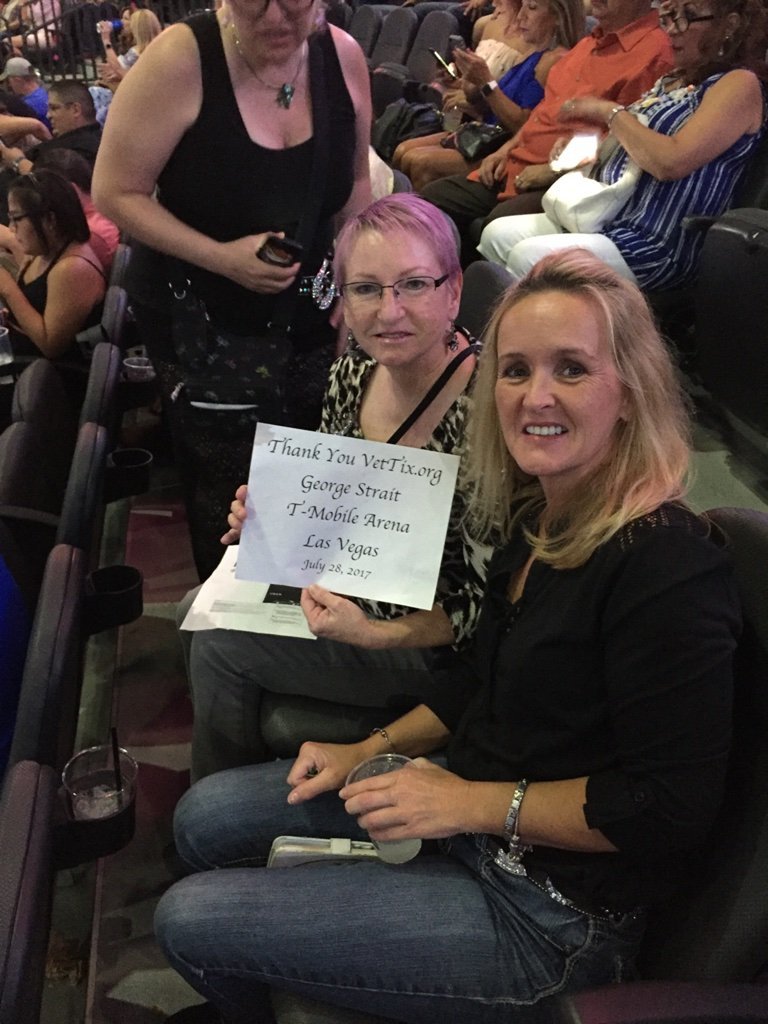 Thank You VetTix.org
George Strait
T-Mobile Arena
Las Vegas
July 28, 2017